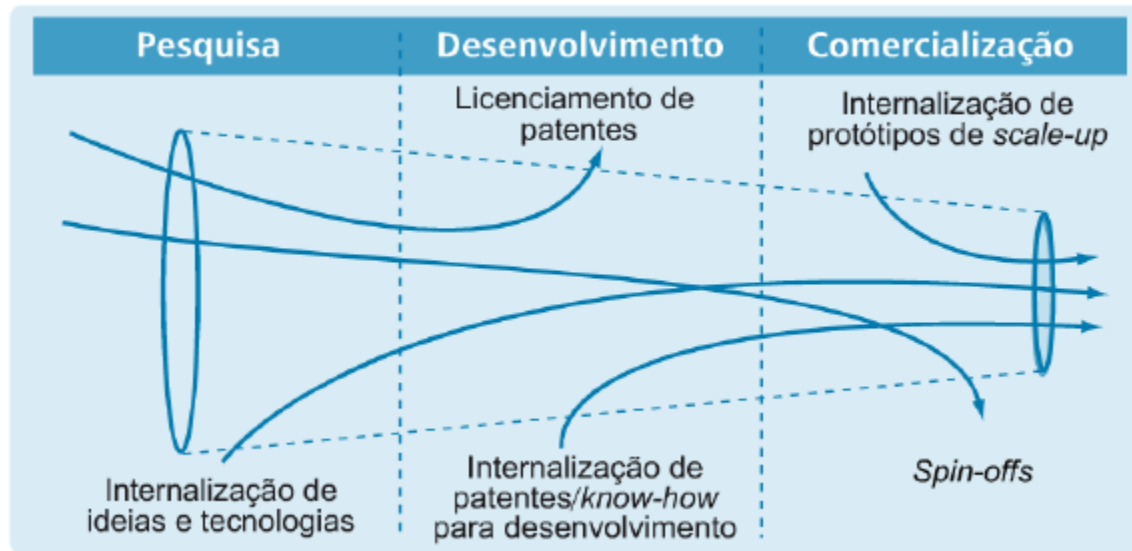 Pesquisa
Desenvolvimento
Comercialização
Licenciamento de
patentes
Internalização de
protótipos de scale-up
Internalização de
ideias e tecnologias
Internalização de
patentes/know-how
para desenvolvimento
Spin-offs